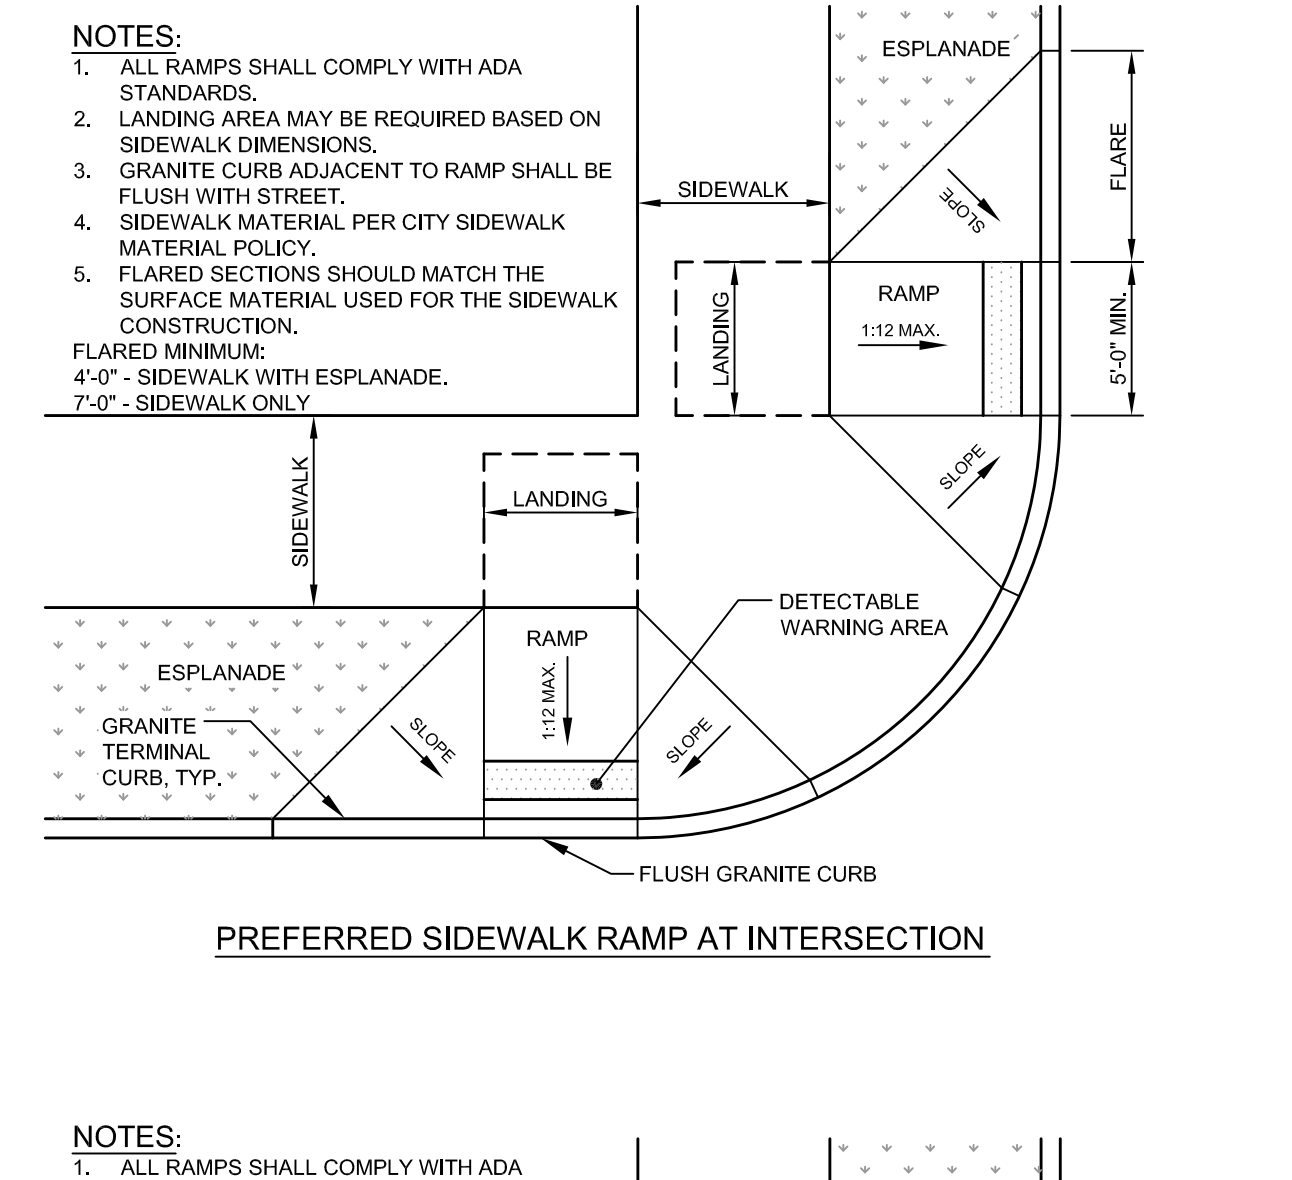 NOTES:
1. ALL RAMPS SHALL COMPLY WITH ADA
STANDARDS.
2. LANDING AREA MAY BE REQUIRED BASED ON
SIDEWALK DIMENSIONS.
3. GRANITE CURB ADJACENT TO RAMP SHALL BE
FLUSH WITH STREET.
4. SIDEWALK MATERIAL PER CITY SIDEWALK
MATERIAL POLICY.
5. FLARED SECTIONS SHOULD MATCH THE
SURFACE MATERIAL USED FOR THE SIDEWALK
CONSTRUCTION.
FLARED MINIMUM:
4'-0" - SIDEWALK WITH ESPLANADE.
7'-0" - SIDEWALK ONLY
ESPLANADE
FLARE
SIDEWALK
SLOPE
LANDING
RAMP
1:12 MAX.
5'-0" MIN.
SLOPE
SIDEWALK
LANDING
DETECTABLE
WARNING AREA
RAMP
1:12 MAX.
ESPLANADE
GRANITE
TERMINAL
CURB, TYP.
SLOPE
SLOPE
FLUSH GRANITE CURB
PREFERRED SIDEWALK RAMP AT INTERSECTION
NOTES:
1. ALL RAMPS SHALL COMPLY WITH ADA